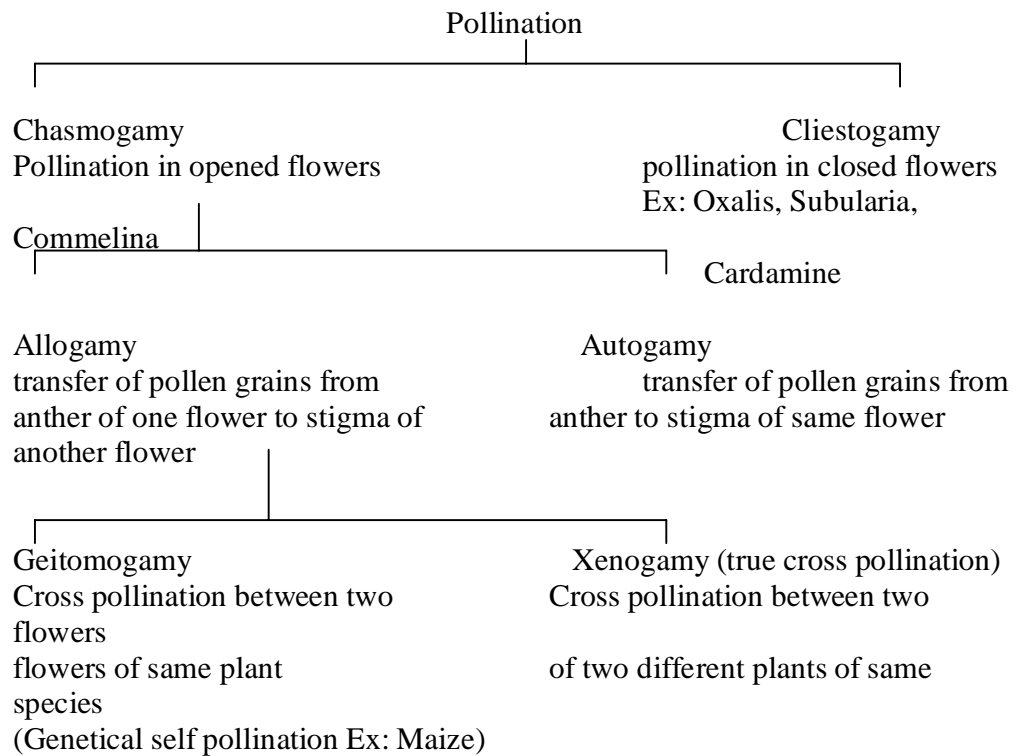 Pollination
Chasmogamy Cliestogamy
Pollination in opened flowers pollination in closed flowers
Ex: Oxalis, Subularia,
Commelina
Cardamine
Allogamy Autogamy
transfer of pollen grains from transfer of pollen grains from
anther of one flower to stigma of anther to stigma of same flower
another flower
Geitomogamy Xenogamy (true cross pollination)
Cross pollination between two Cross pollination between two
flowers
flowers of same plant of two different plants of same
species
(Genetical self pollination Ex: Maize)